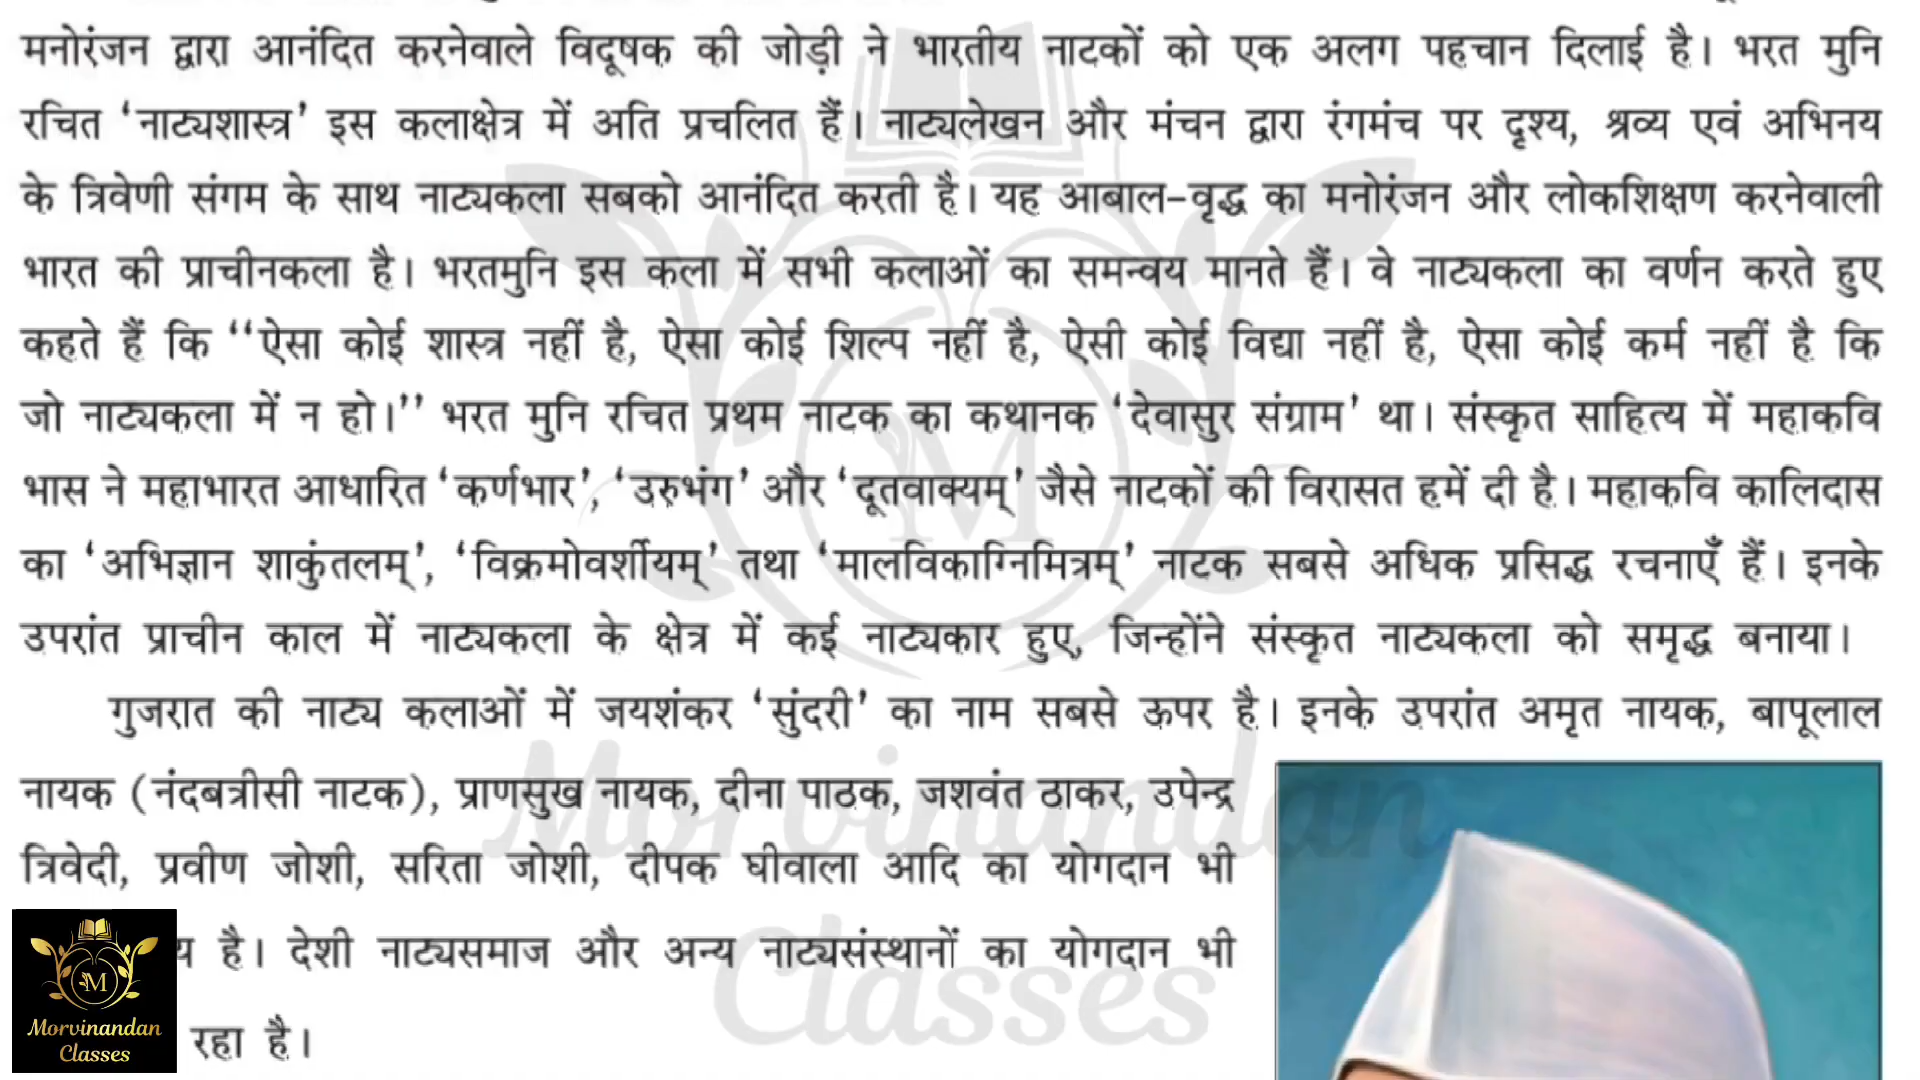 मनोरंजन द्वारा आनंदित करनेवाले विदूषक की जोड़ी ने भारतीय नाटकों को एक अलग पहचान दिलाई है। भरत मुनि
रचित ‘नाट्यशास्त्र’ इस कलाक्षेत्र में अति प्रचलित हैं। नाट्यलेखन और मंचन द्वारा रंगमंच पर दृश्य, श्रव्य एवं अभिनय
के त्रिवेणी संगम के साथ नाट्यकला सबको आनंदित करती है। यह आबाल-वृद्ध का मनोरंजन और लोकशिक्षण करनेवाली
भारत की प्राचीनकला है। भरतमुनि इस कला में सभी कलाओं का समन्वय मानते हैं। वे नाट्यकला का वर्णन करते हुए
कहते हैं कि ‘‘ऐसा कोई शास्त्र नहीं है, ऐसा कोई शिल्प नहीं है, ऐसी कोई विद्या नहीं है, ऐसा कोई कर्म नहीं है कि
जो नाट्यकला में न हो।’’ भरत मुनि रचित प्रथम नाटक का कथानक ‘देवासुर संग्राम’ था। संस्कृत साहित्य में महाकवि
भास ने महाभारत आधारित ‘कर्णभार’, ‘उरुभंग’ और ‘दूतवाक्यम्’ जैसे नाटकों की विरासत हमें दी है। महाकवि कालिदास
का ‘अभिज्ञान शाकुंतलम्’, ‘विक्रमोवर्शीयम्’ तथा ‘मालविकाग्निमित्रम्’ नाटक सबसे अधिक प्रसिद्ध रचनाएँ हैं। इनके
उपरांत प्राचीन काल में नाट्यकला के क्षेत्र में कई नाट्यकार हुए, जिन्होंने संस्कृत नाट्यकला को समृद्ध बनाया।
गुजरात की नाट्य कलाओं में जयशंकर ‘सुंदरी’ का नाम सबसे ऊपर है। इनके उपरांत अमृत नायक, बापूलाल
नायक (नंदबत्रीसी नाटक), प्राणसुख नायक, दीना पाठक, जशवंत ठाकर, उपेन्द्र
त्रिवेदी, प्रवीण जोशी, सरिता जोशी, दीपक घीवाला आदि का योगदान भी
य है। देशी नाट्यसमाज और अन्य नाट्यसंस्थानों का योगदान भी
रहा है।
M
Morvinandan
Classes
M
Morvinandan
Classes